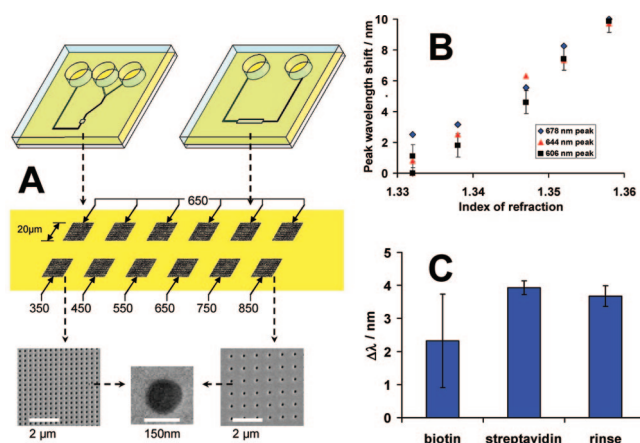 A
650
20µm
350 450 550 650 750 850
2 µm
150nm
2 µm
B
Peak wavelength shift / nm
10
8
6
4
2
0
678 nm peak
644 nm peak
606 nm peak
1.33 1.34 1.35 1.36
Index of refraction
C
Δλ / nm
5
4
3
2
1
0
biotin streptavidin rinse